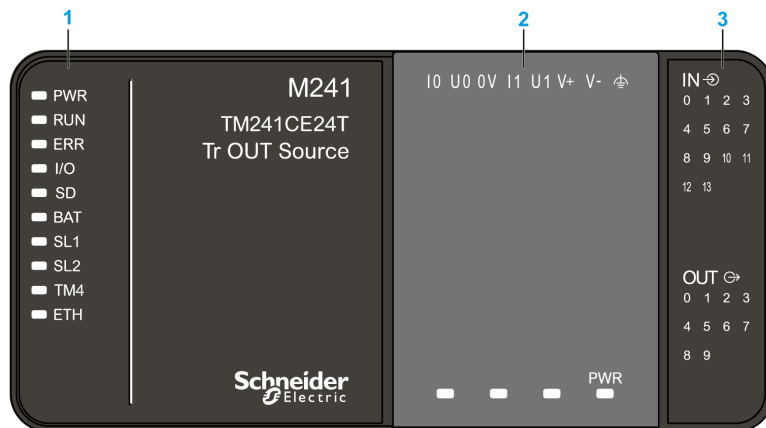 1
2
3
PWR
RUN
ERR
I/O
SD
BAT
SL1
SL2
TM4
ETH
M241
TM241CE24T
Tr OUT Source
Schneider
Electric
I0 U0 0V I1 U1 V+ V-
PWR
IN
0 1 2 3
4 5 6 7
8 9 10 11
12 13
OUT
0 1 2 3
4 5 6 7
8 9